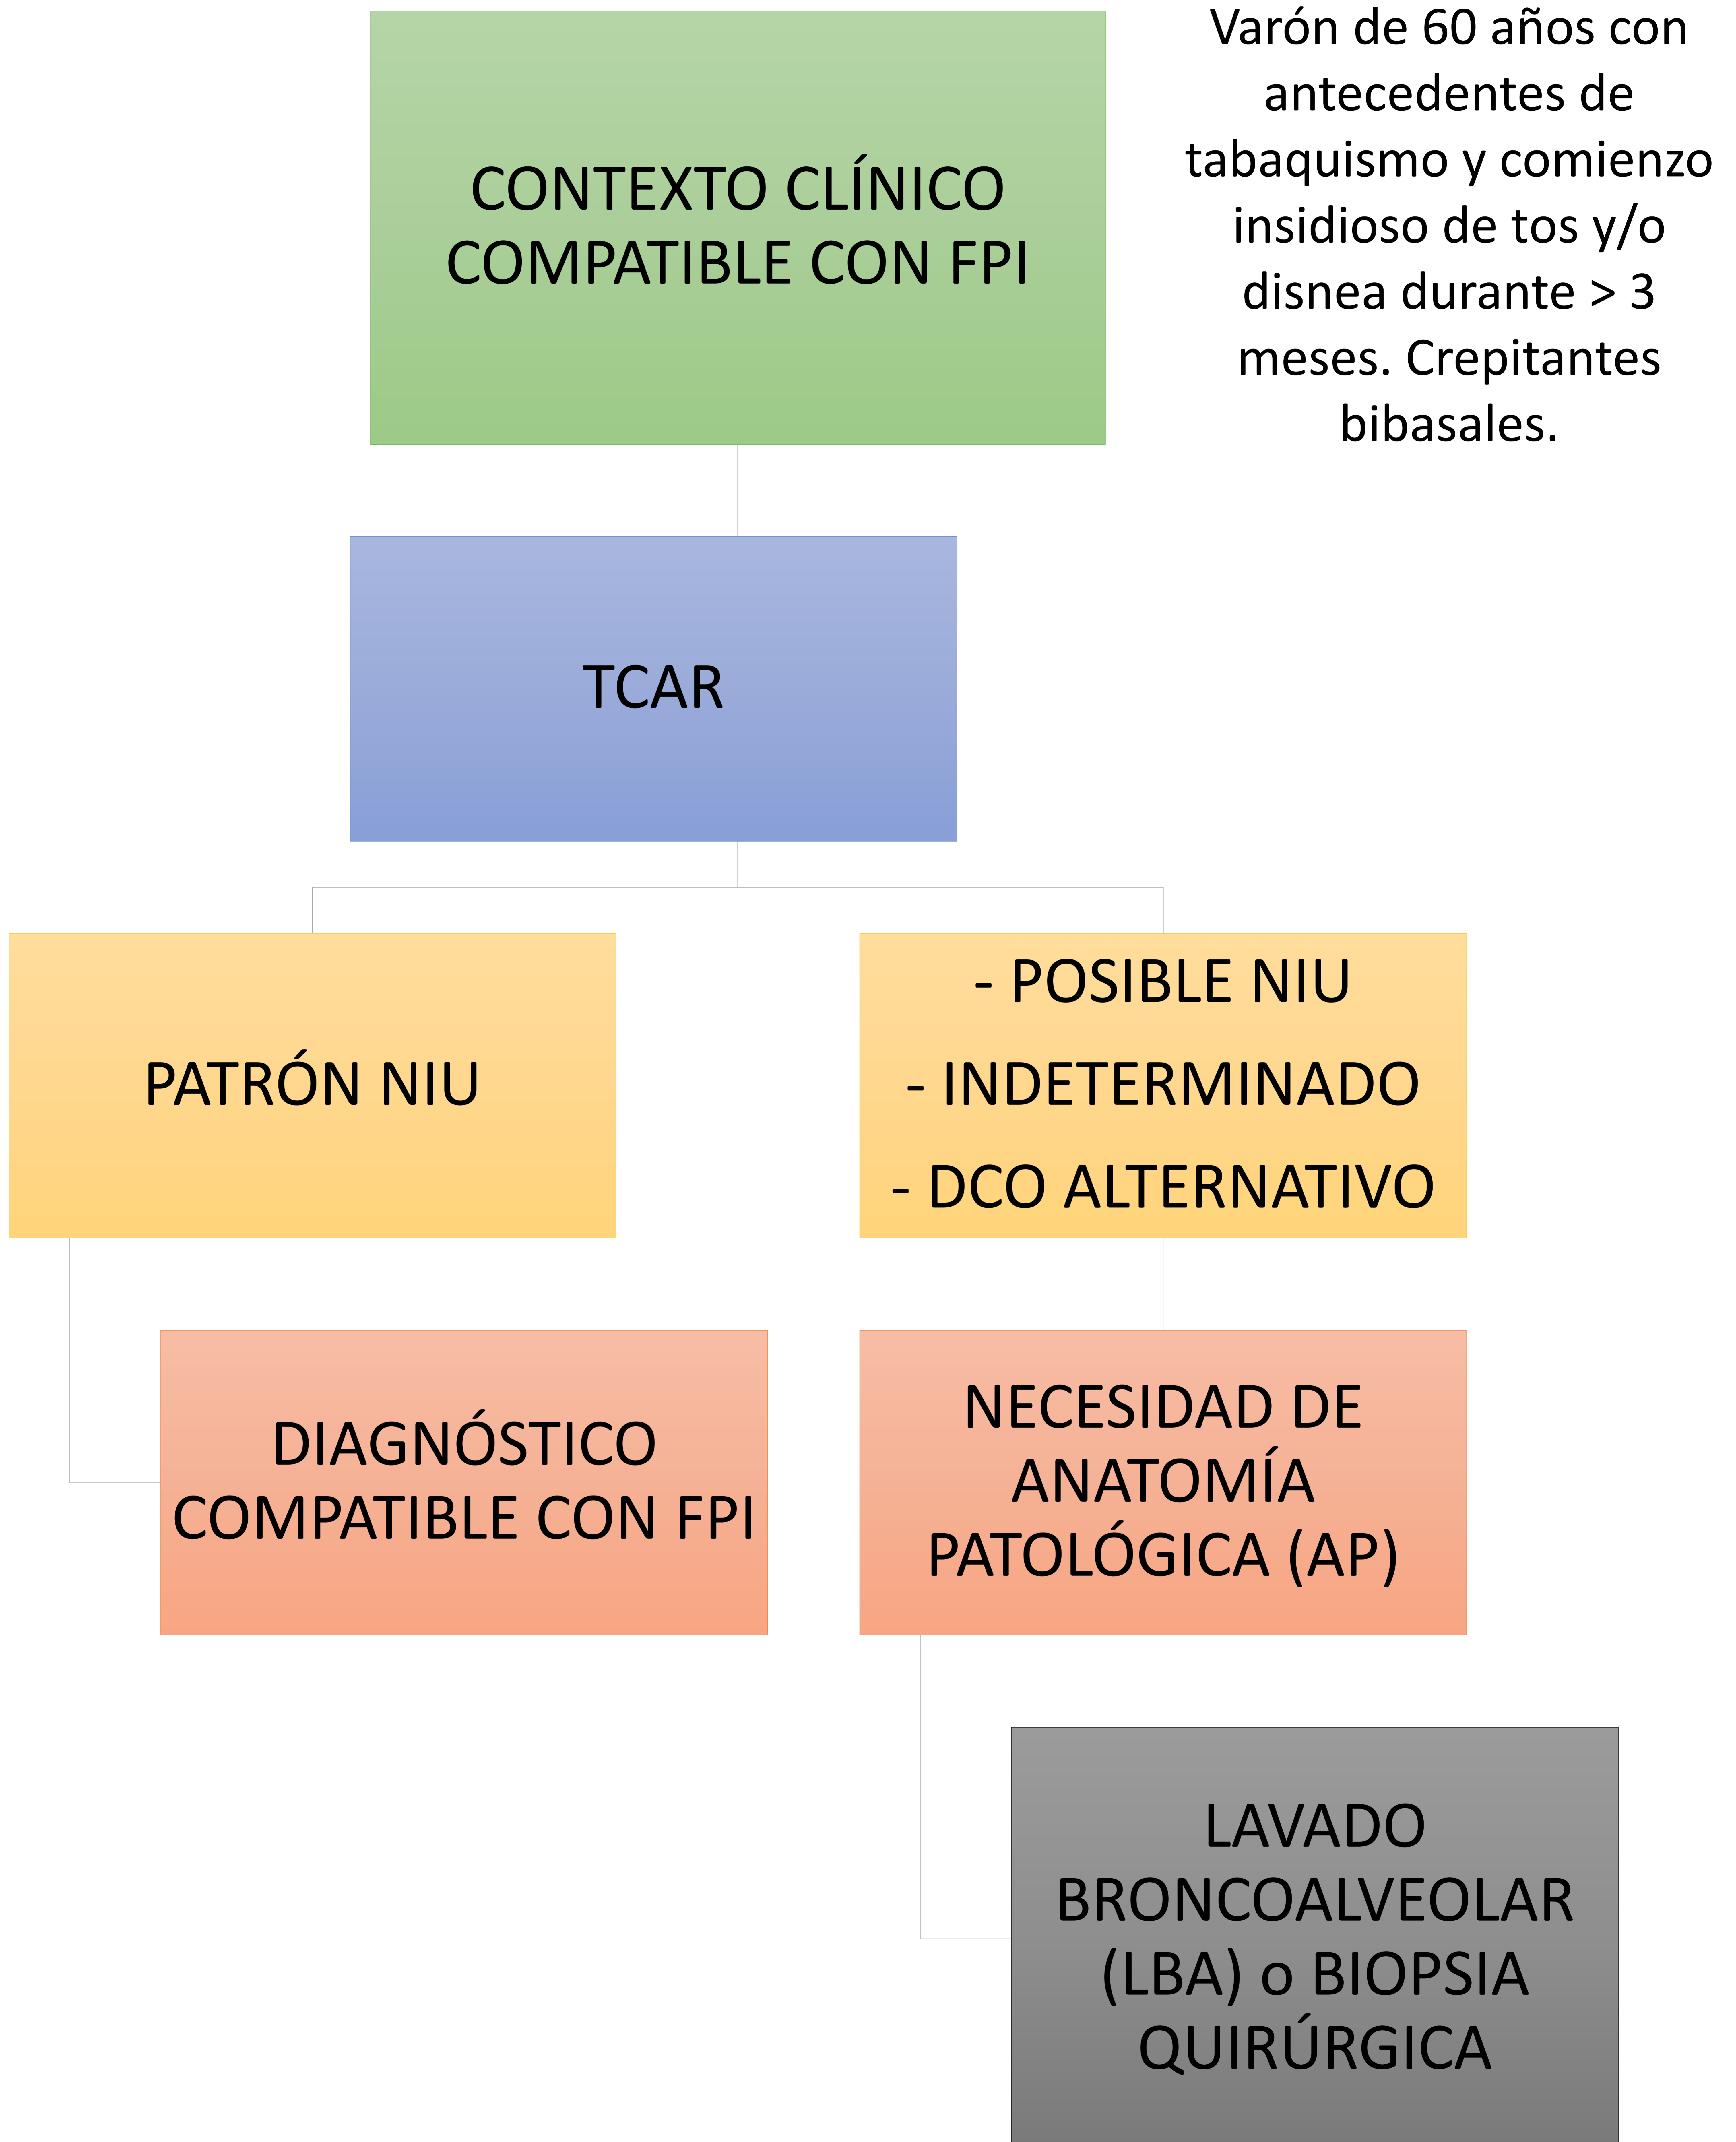 CONTEXTO CLÍNICO
COMPATIBLE CON FPI
Varón de 60 años con
antecedentes de
tabaquismo y comienzo
insidioso de tos y/o
disnea durante > 3
meses. Crepitantes
bibasales.
TCAR
PATRÓN NIU
- POSIBLE NIU
- INDETERMINADO
- DCO ALTERNATIVO
DIAGNÓSTICO
COMPATIBLE CON FPI
NECESIDAD DE
ANATOMÍA
PATOLÓGICA (AP)
LAVADO
BRONCOALVEOLAR
(LBA) o BIOPSIA
QUIRÚRGICA